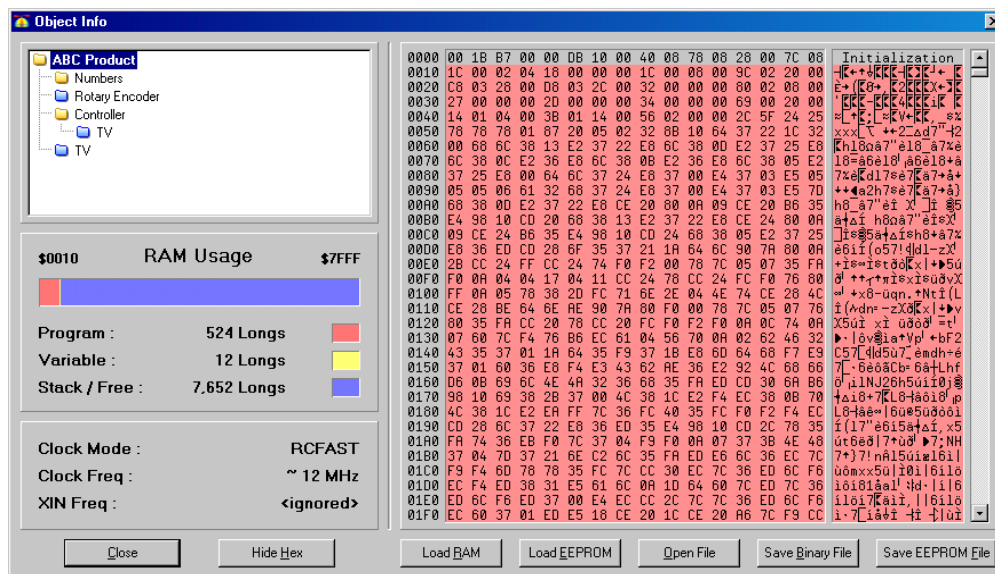 Object Info
ABC Product
Numbers
Rotary Encoder
Controller
TV
TV
$0010 RAM Usage $7FFF
Program : 524 Longs
Variable : 12 Longs
Stack / Free : 7,652 Longs
Clock Mode : RCFAST
Clock Freq : ~ 12 MHz
XIN Freq : <ignored>
0000 00 1B B7 00 00 DB 10 00 40 08 78 08 28 00 7C 08 Initialization
0010 1C 00 02 04 18 00 00 00 1C 00 08 00 9C 02 20 00
0020 C8 03 28 00 D8 03 2C 00 32 00 00 00 80 02 08 00
0030 27 00 00 00 2D 00 00 00 34 00 00 00 69 00 20 00
0040 14 01 04 00 3B 01 14 00 56 02 00 00 2C 5F 24 25
0050 78 78 78 01 87 20 05 02 32 8B 10 64 37 22 1C 32
0060 00 68 6C 38 13 E2 37 22 E8 6C 38 0D E2 37 25 E8
0070 6C 38 0C E2 36 E8 6C 38 0B E2 36 E8 6C 38 05 E2
0080 37 25 E8 00 64 6C 37 24 E8 37 00 E4 37 03 E5 05
0090 05 05 06 61 32 68 37 24 E8 37 00 E4 37 03 E5 7D
00A0 68 38 0D E2 37 22 E8 CE 20 80 0A 09 CE 20 B6 35
00B0 E4 98 10 CD 20 68 38 13 E2 37 22 E8 CE 24 80 0A
00C0 09 CE 24 B6 35 E4 98 10 CD 24 68 38 05 E2 37 25
00D0 E8 36 ED CD 28 6F 35 37 21 1A 64 6C 90 7A 80 0A
00E0 2B CC 24 FF CC 24 74 F0 F2 00 78 7C 05 07 35 FA
00F0 F0 0A 04 04 17 04 11 CC 24 78 CC 24 FC F0 76 80
0100 FF 0A 05 78 38 2D FC 71 6E 2E 04 4E 74 CE 28 4C
0110 CE 28 BE 64 6E AE 90 7A 80 F0 00 78 7C 05 07 76
0120 80 35 FA CC 20 78 CC 20 FC F0 F2 F0 0A 0C 74 0A
0130 07 60 7C F4 76 B6 EC 61 04 56 70 0A 02 62 46 32
0140 43 35 37 01 1A 64 35 F9 37 1B E8 6D 64 68 F7 E9
0150 37 01 60 36 E8 F4 E3 43 62 AE 36 E2 92 4C 68 66
0160 D6 0B 69 6C 4E 4A 32 36 68 35 FA ED CD 30 6A B6
0170 98 10 69 38 2B 37 00 4C 38 1C E2 F4 EC 38 0B 70
0180 4C 38 1C E2 EA FF 7C 36 FC 40 35 FC F0 F2 F4 EC
0190 CD 28 6C 37 22 E8 36 ED 35 E4 98 10 CD 2C 78 35
01A0 FA 74 36 EB F0 7C 37 04 F9 F0 0A 07 37 3B 4E 48
01B0 37 04 7D 37 21 6E C2 6C 35 FA ED E6 6C 36 EC 7C
01C0 F9 F4 6D 78 78 35 FC 7C CC 30 EC 7C 36 ED 6C F6
01D0 EC F4 ED 38 31 E5 61 6C 0A 1D 64 60 7C ED 7C 36
01E0 ED 6C F6 ED 37 00 E4 EC CC 2C 7C 7C 36 ED 6C F6
01F0 EC 60 37 01 ED E5 18 CE 20 1C CE 20 A6 7C F9 CC
Close
Hide Hex
Load RAM
Load EEPROM
Open File
Save Binary File
Save EEPROM File